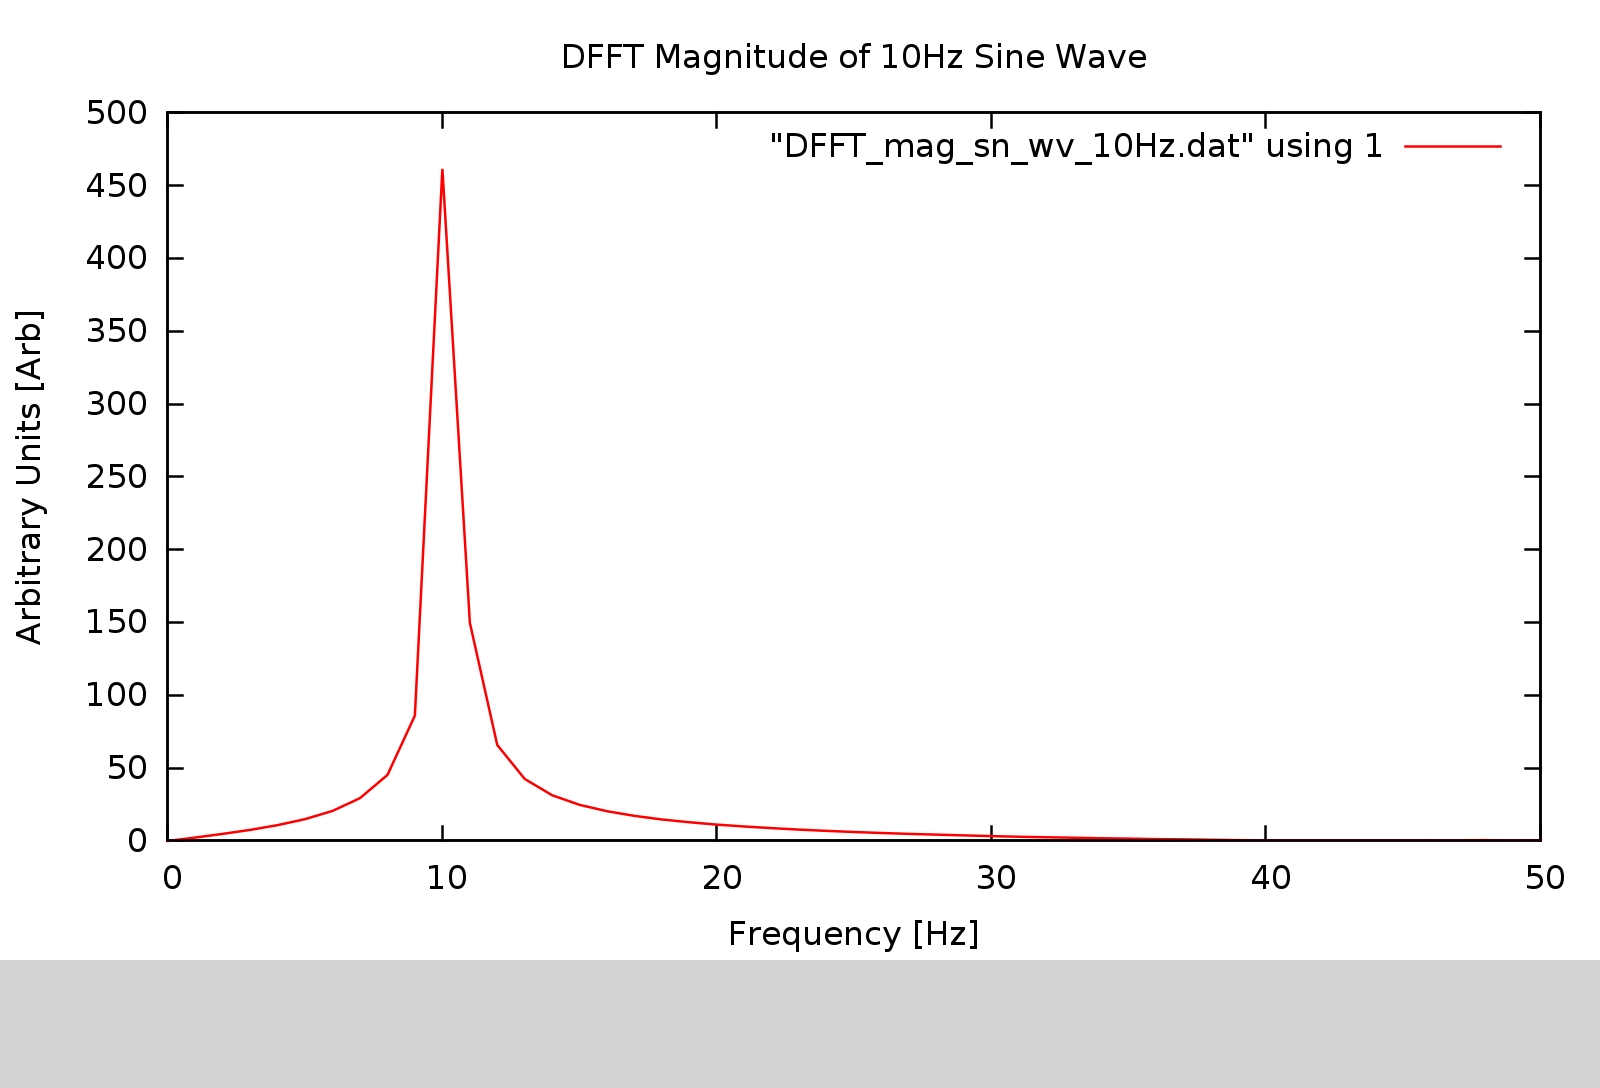 DFFT Magnitude of 10Hz Sine Wave
"DFFT_mag_sn_wv_10Hz.dat" using 1
500
450
400
350
300
250
200
150
100
50
0
Arbitrary Units [Arb]
0 10 20 30 40 50
Frequency [Hz]